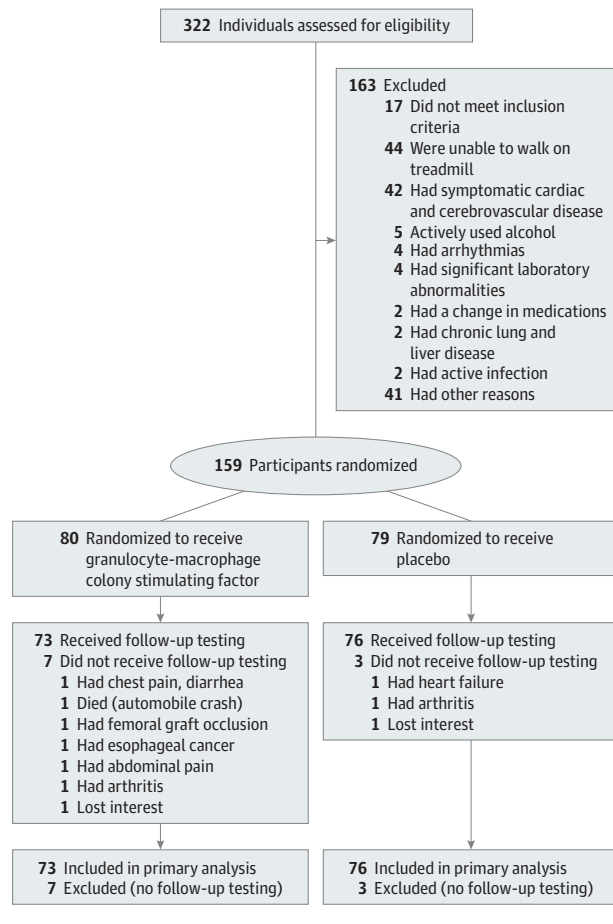 322 Individuals assessed for eligibility
163 Excluded
17 Did not meet inclusion
criteria
44 Were unable to walk on
treadmill
42 Had symptomatic cardiac
and cerebrovascular disease
5 Actively used alcohol
4 Had arrhythmias
4 Had significant laboratory
abnormalities
2 Had a change in medications
2 Had chronic lung and
liver disease
2 Had active infection
41 Had other reasons
159 Participants randomized
80 Randomized to receive
granulocyte-macrophage
colony stimulating factor
79 Randomized to receive
placebo
73 Received follow-up testing
7 Did not receive follow-up testing
1 Had chest pain, diarrhea
1 Died (automobile crash)
1 Had femoral graft occlusion
1 Had esophageal cancer
1 Had abdominal pain
1 Had arthritis
1 Lost interest
76 Received follow-up testing
3 Did not receive follow-up testing
1 Had heart failure
1 Had arthritis
1 Lost interest
73 Included in primary analysis
7 Excluded (no follow-up testing)
76 Included in primary analysis
3 Excluded (no follow-up testing)